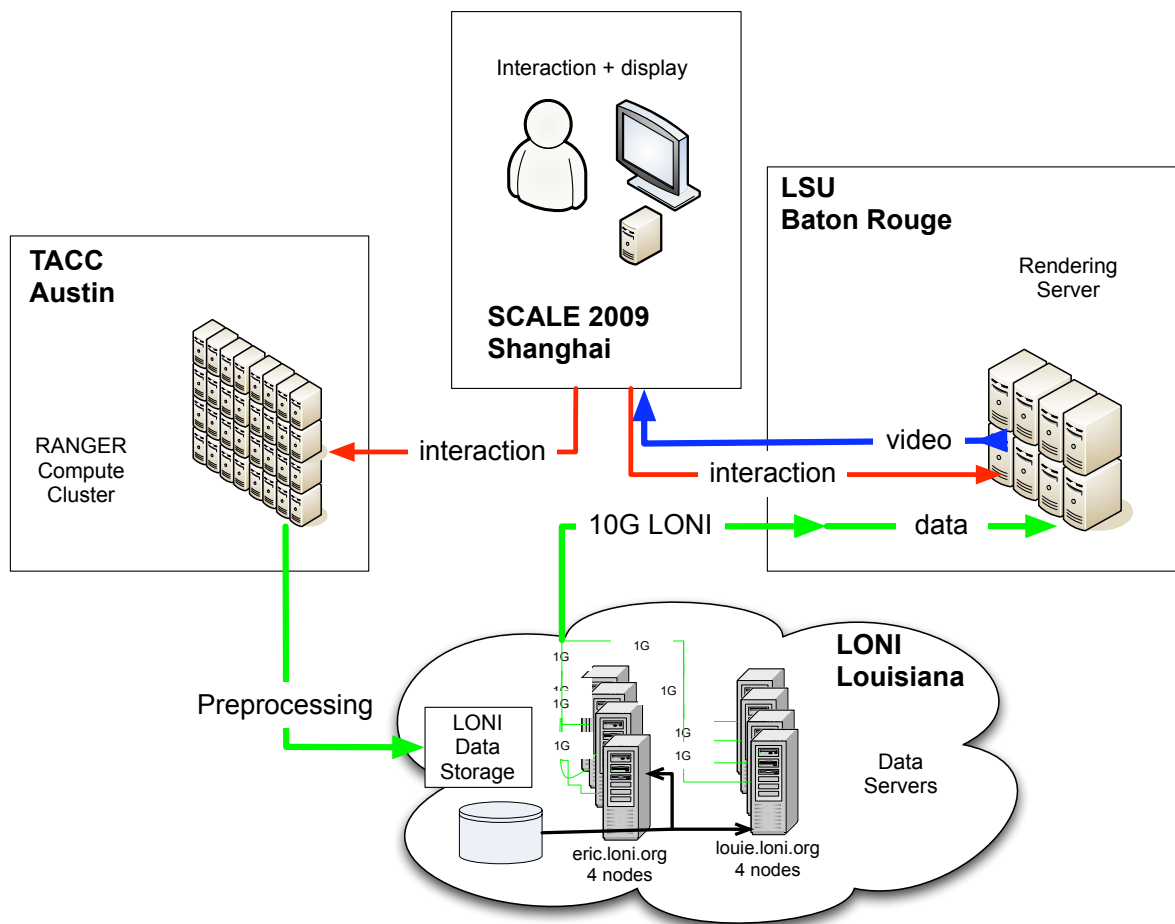 Interaction + display
SCALE 2009
Shanghai
LSU
Baton Rouge
Rendering
Server
TACC
Austin
RANGER
Compute
Cluster
interaction
video
interaction
10G LONI
data
Preprocessing
LONI
Louisiana
LONI
Data
Storage
Data
Servers
1G
1G
1G
1G
1G
1G
1G
1G
eric.loni.org
4 nodes
louie.loni.org
4 nodes